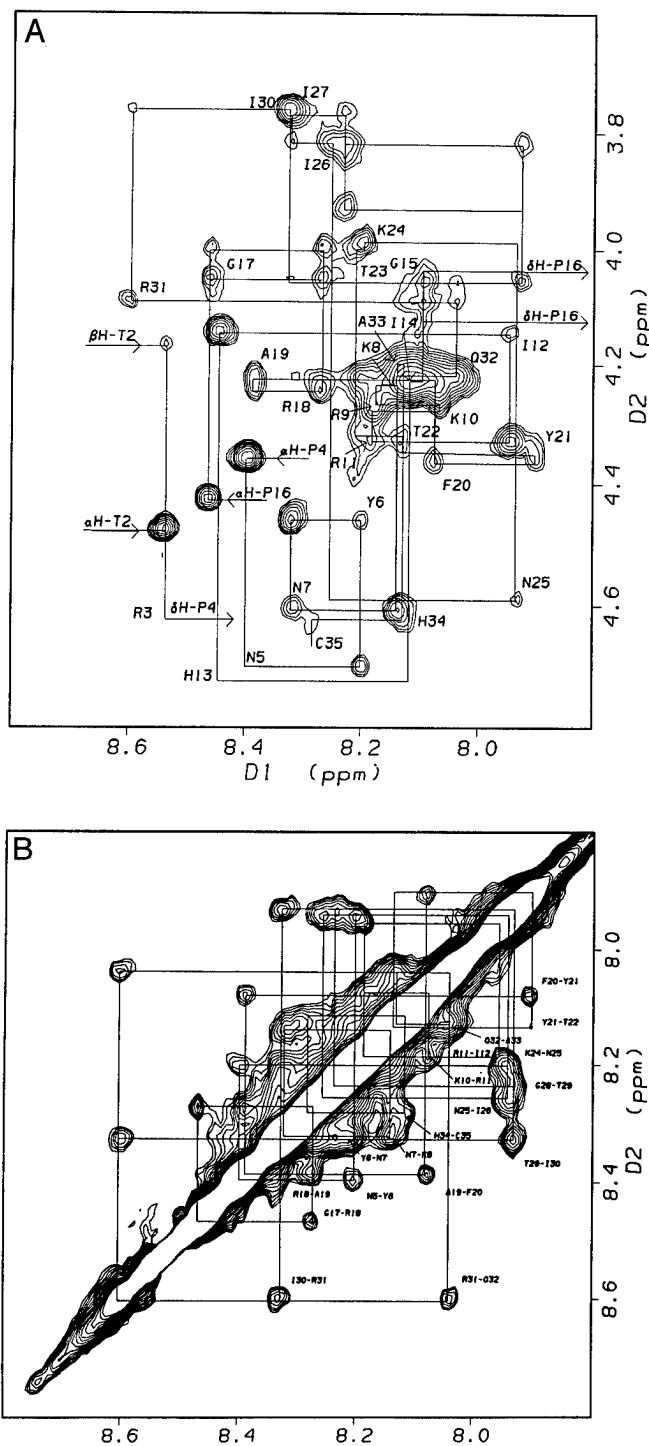 A
I27
I30
3.8
I26
K24
4.0
G17
T23
G15
δH-P16
R31
A33
I14
δH-P16
βH-T2
K8
I12
A19
Q32
4.2
R18
R9
K10
T22
R11
Y21
αH-P4
F20
αH-P16
4.4
Y6
αH-T2
N7
N25
4.6
R3
δH-P4
H34
C35
N5
H13
D2 (ppm)
8.6 8.4 8.2 8.0
D1 (ppm)
B
8.0
F20-Y21
Y21-T22
Q32-A33
R11-I12
K24-N25
8.2
K10-R11
G28-T29
N25-I26
H34-C35
Y6-N7
N7-K8
T29-I30
8.4
R18-A19
N5-Y6
A19-F20
G17-R18
I30-R31
R31-Q32
8.6
D2 (ppm)
8.6 8.4 8.2 8.0